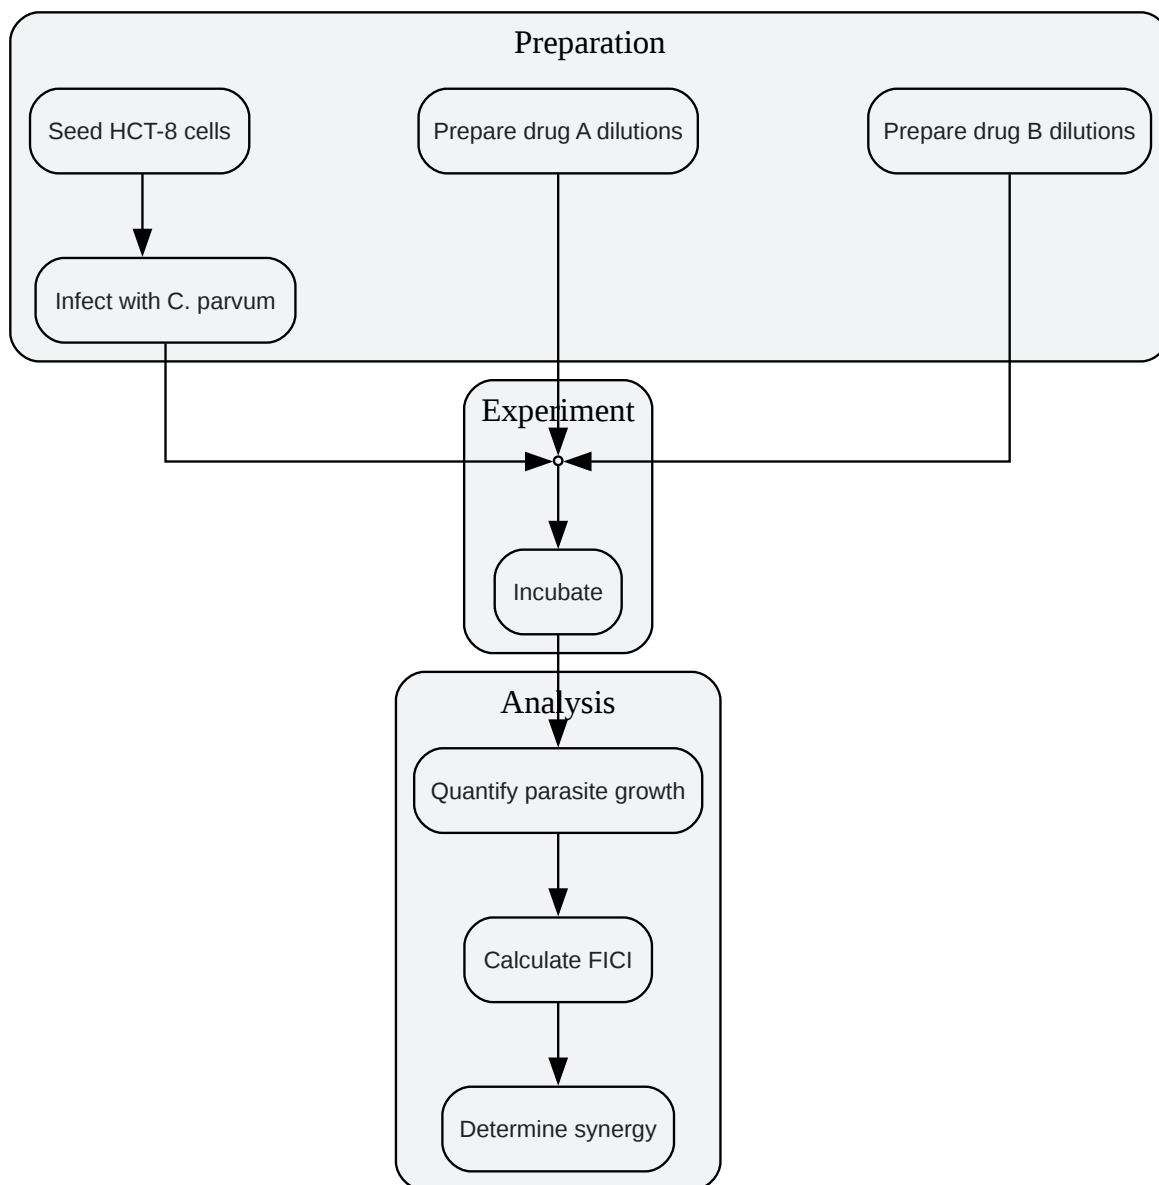 Preparation
Seed HCT-8 cells
Prepare drug A dilutions
Prepare drug B dilutions
Infect with C. parvum
Experiment
Incubate
Analysis
Quantify parasite growth
Calculate FICI
Determine synergy